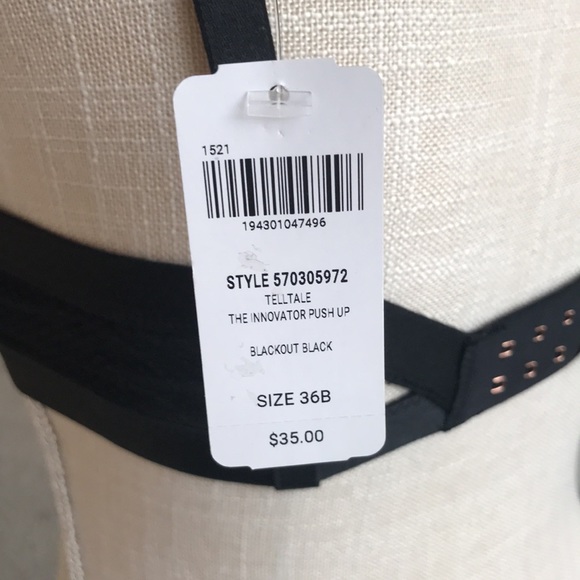 1521
194301047496
STYLE 570305972
TELLTALE
THE INNOVATOR PUSH UP
BLACKOUT BLACK
SIZE 36B
$35.00